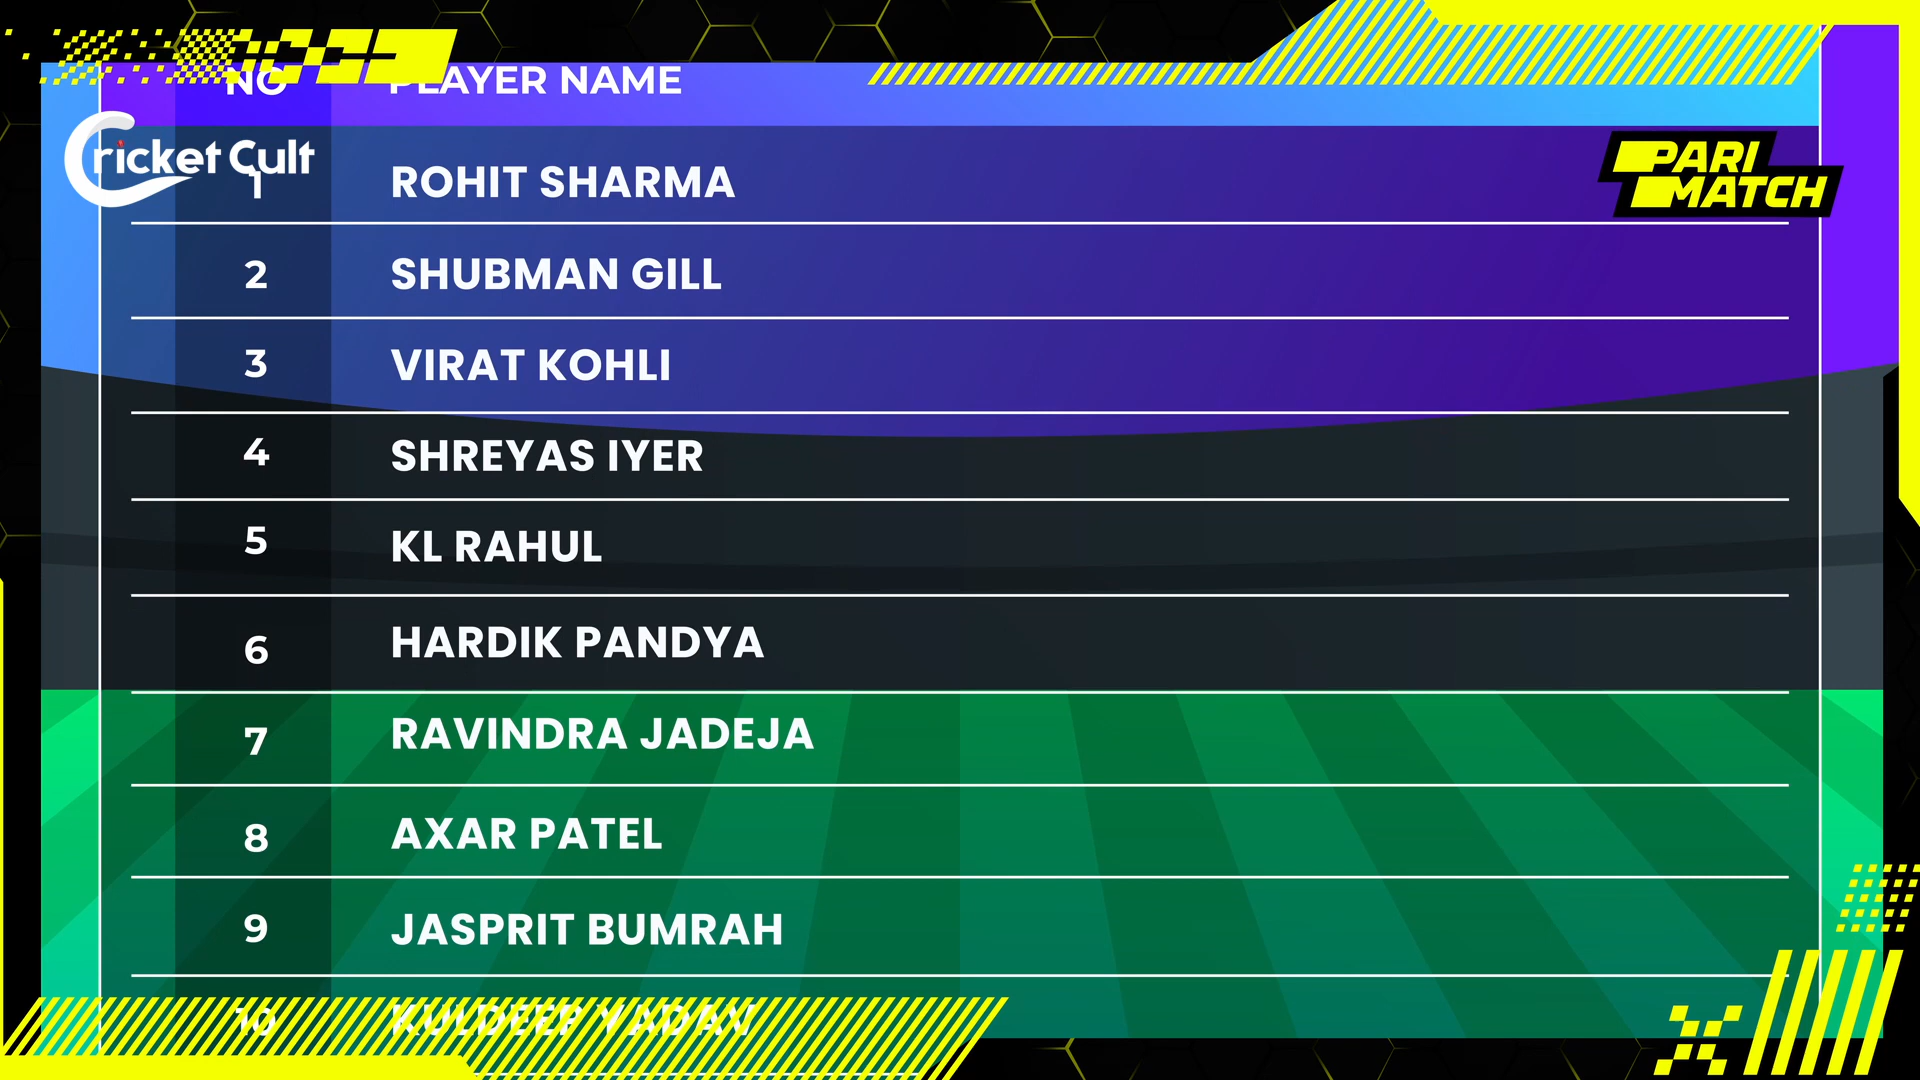 NO PLAYER NAME
Cricket Cult
PARI
MATCH
1 ROHIT SHARMA
2 SHUBMAN GILL
3 VIRAT KOHLI
4 SHREYAS IYER
5 KL RAHUL
6 HARDIK PANDYA
7 RAVINDRA JADEJA
8 AXAR PATEL
9 JASPRIT BUMRAH
10 KULDEEP YADAV